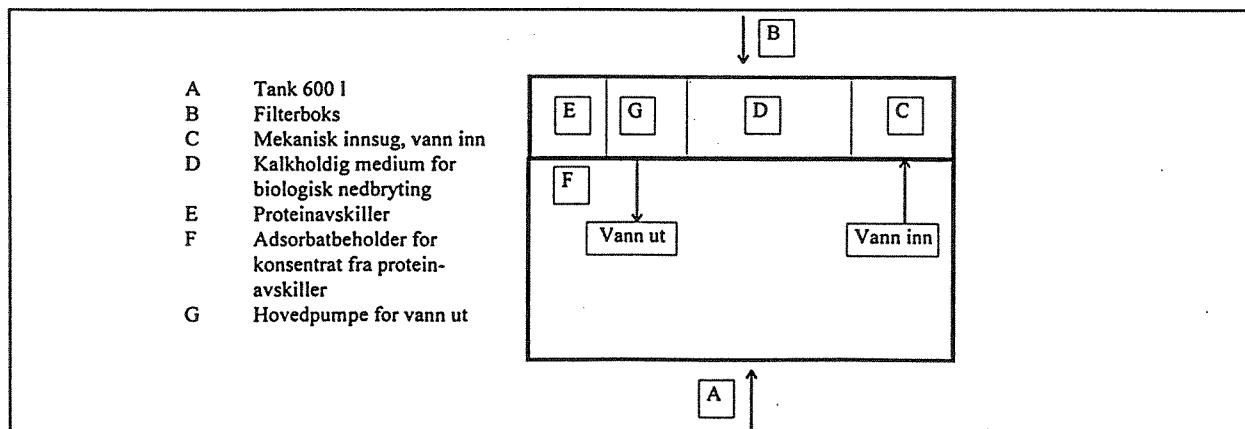 A Tank 600 l
B Filterboks
C Mekanisk innsug, vann inn
D Kalkholdig medium for
biologisk nedbryting
E Proteinavskiller
F Adsorbatbeholder for
konsentrat fra protein-
avskiller
G Hovedpumpe for vann ut
B
E
G
D
C
F
Vann ut
Vann inn
A